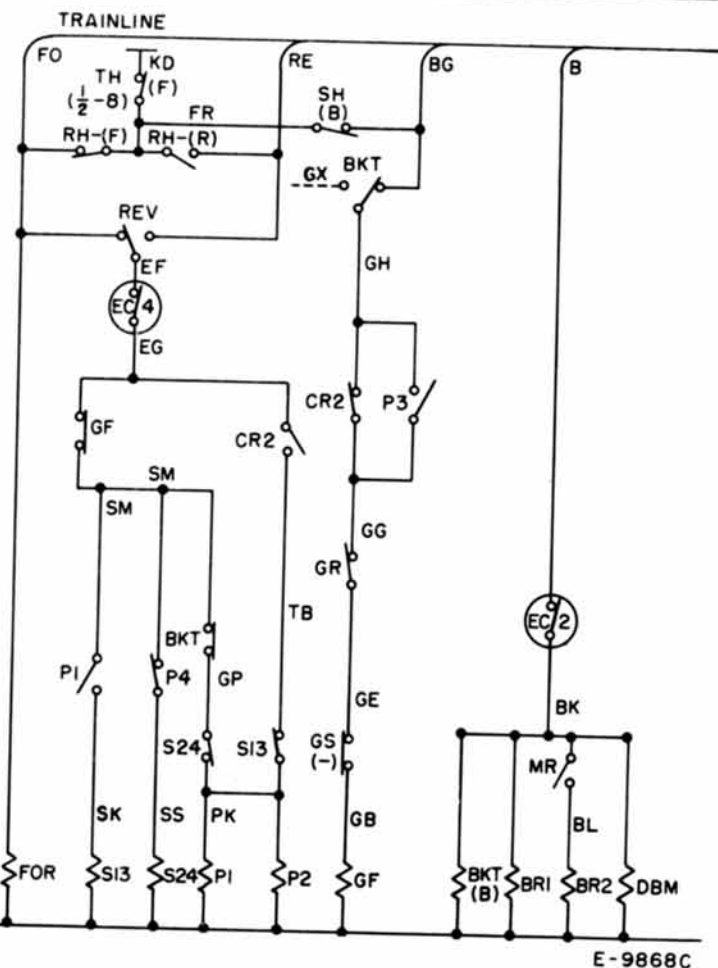 TRAINLINE
FO
KD
RE
BG
B
TH
(F)
(1/2-8)
SH
(B)
FR
RH-(F)
RH-(R)
BKT
GX
REV
EF
GH
EC 4
EG
GF
CR2
CR2
P3
SM
SM
GG
GR
TB
EC 2
BKT
P1
P4
GP
GE
BK
S24
S13
GS
(-)
MR
SK
SS
PK
GB
BL
FOR
S13
S24
P1
P2
GF
BKT
(B)
BR1
BR2
DBM
E-9868C